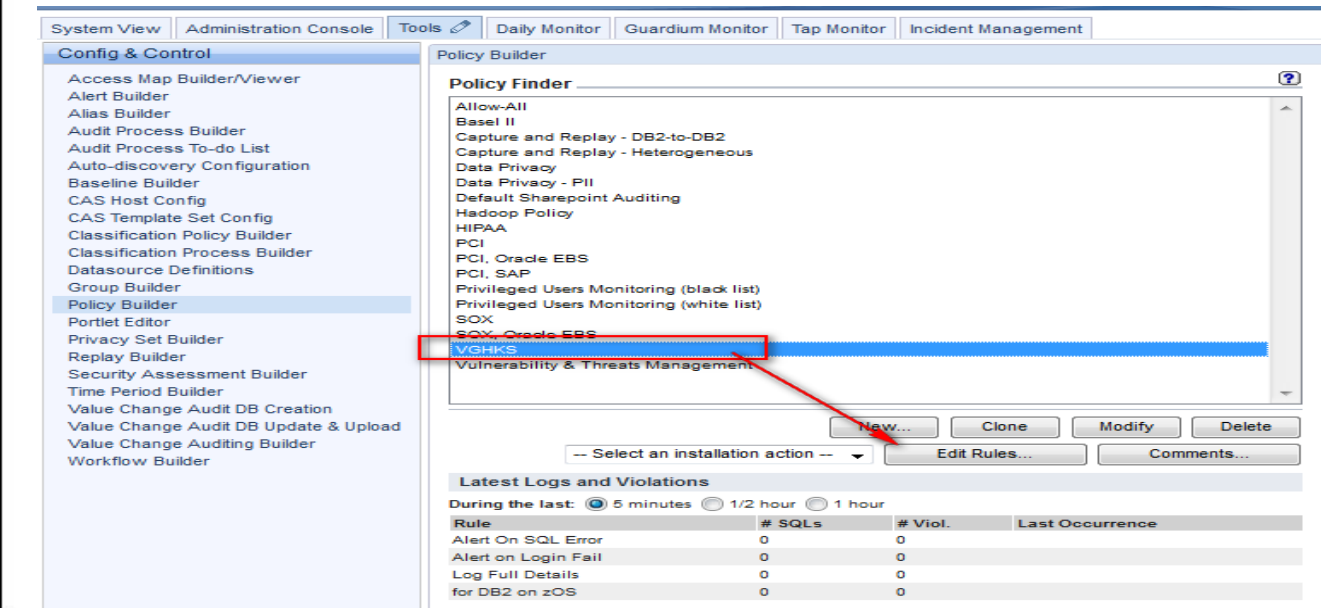 System View Administration Console Tools Daily Monitor Guardium Monitor Tap Monitor Incident Management
Config & Control
Access Map Builder/Viewer
Alert Builder
Alias Builder
Audit Process Builder
Audit Process To-do List
Auto-discovery Configuration
Baseline Builder
CAS Host Config
CAS Template Set Config
Classification Policy Builder
Classification Process Builder
Datasource Definitions
Group Builder
Policy Builder
Portlet Editor
Privacy Set Builder
Replay Builder
Security Assessment Builder
Time Period Builder
Value Change Audit DB Creation
Value Change Audit DB Update & Upload
Value Change Auditing Builder
Workflow Builder
Policy Builder
Policy Finder ?
Allow-All
Basel II
Capture and Replay - DB2-to-DB2
Capture and Replay - Heterogeneous
Data Privacy
Data Privacy - PII
Default Sharepoint Auditing
Hadoop Policy
HIPAA
PCI
PCI, Oracle EBS
PCI, SAP
Privileged Users Monitoring (black list)
Privileged Users Monitoring (white list)
SOX
SOX, Oracle EBS
VGHKS
Vulnerability & Threats Management
New... Clone Modify Delete
-- Select an installation action -- Edit Rules... Comments...
Latest Logs and Violations
During the last: 5 minutes 1/2 hour 1 hour
Rule # SQLs # Viol. Last Occurrence
Alert On SQL Error 0 0
Alert on Login Fail 0 0
Log Full Details 0 0
for DB2 on zOS 0 0